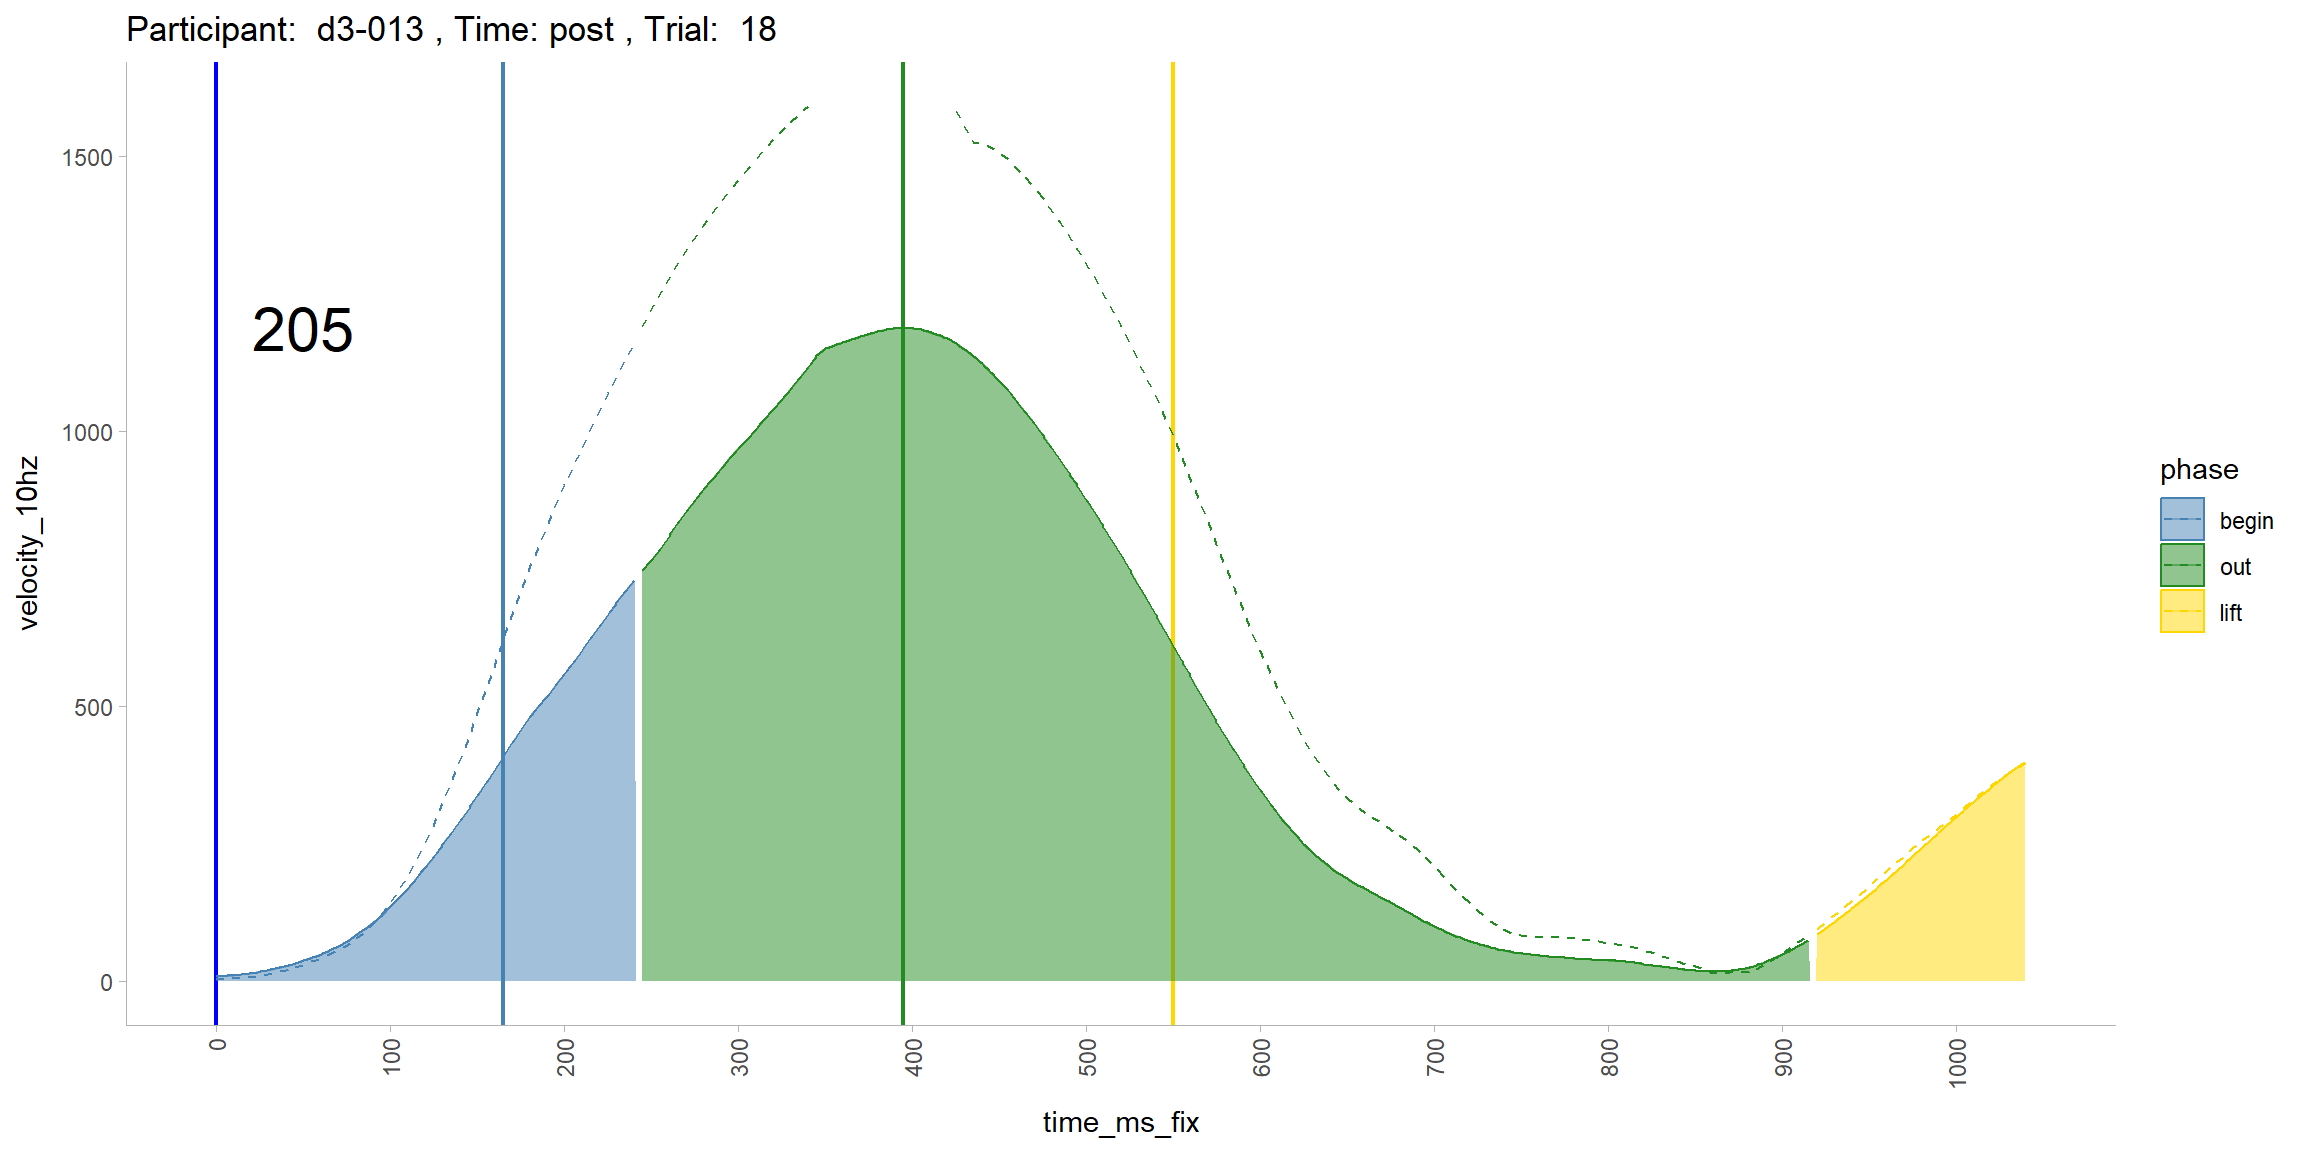 Participant:  d3-013 , Time: post , Trial:  18
1500
1000
500
0
velocity_10hz
205
0
100
200
300
400
500
600
700
800
900
1000
time_ms_fix
phase
begin
out
lift